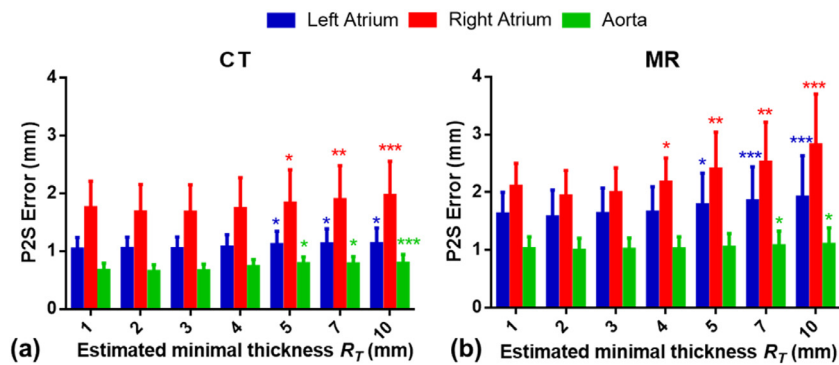 Left Atrium Right Atrium Aorta
CT
4
3
2
1
0
P2S Error (mm)
* ** ***
* * *
* * ***
1 2 3 4 5 7 10
(a) Estimated minimal thickness R_T (mm)
MR
4
3
2
1
0
P2S Error (mm)
* ** ** ***
* *** ***
* *
1 2 3 4 5 7 10
(b) Estimated minimal thickness R_T (mm)